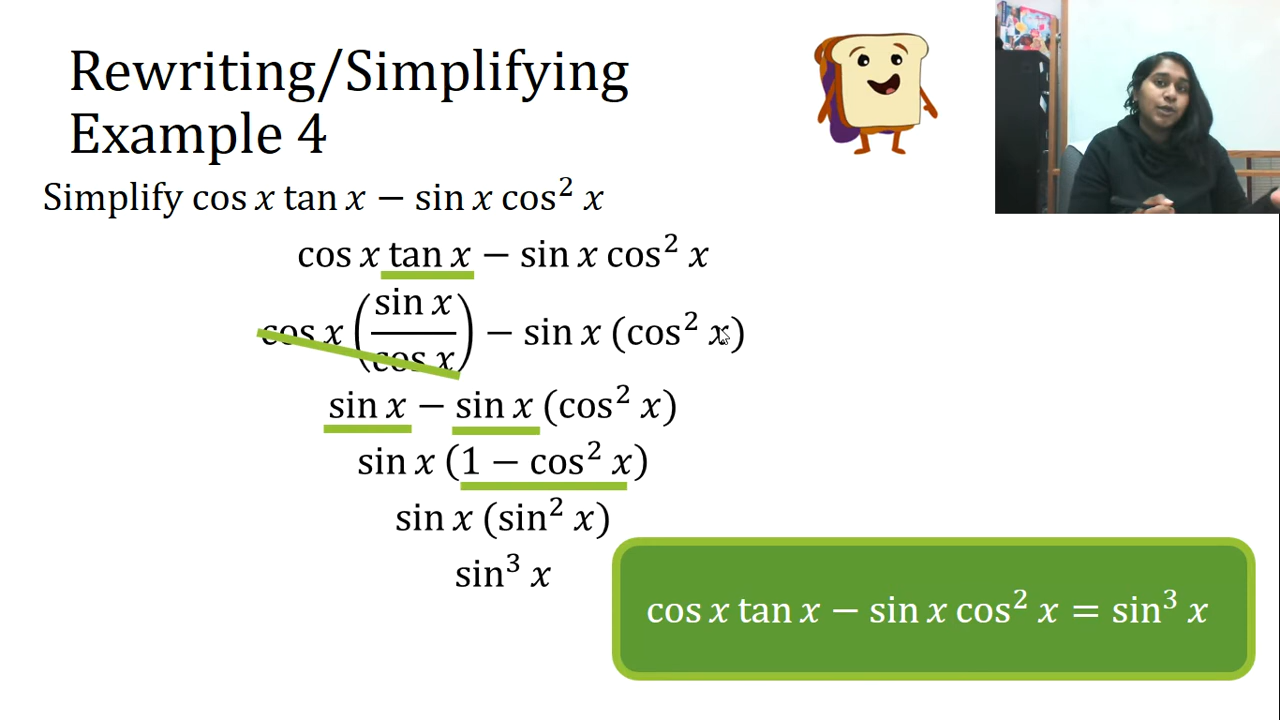 Rewriting/Simplifying
Example 4
Simplify cos x tan x − sin x cos² x
cos x tan x − sin x cos² x
cos x (sin x / cos x) − sin x (cos² x)
sin x − sin x (cos² x)
sin x (1 − cos² x)
sin x (sin² x)
sin³ x
cos x tan x − sin x cos² x = sin³ x